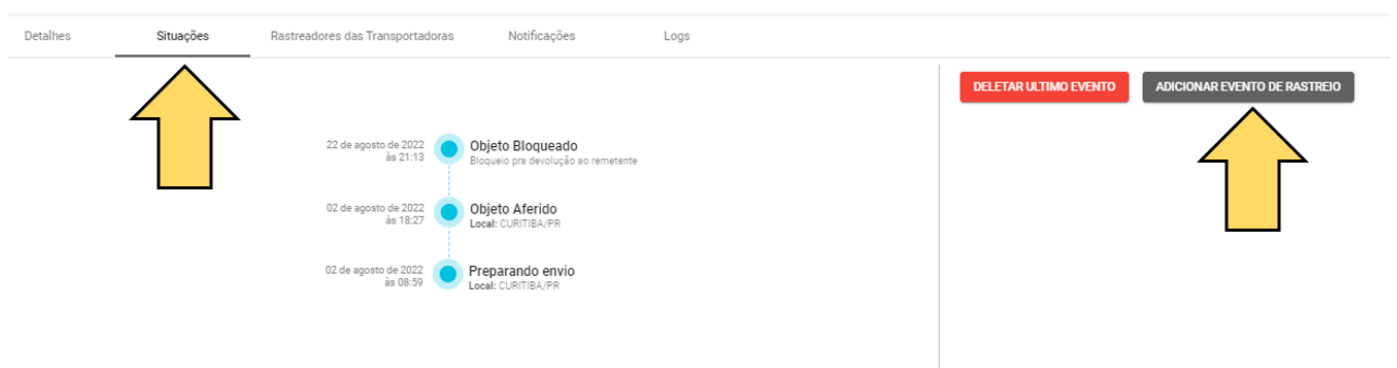 Detalhes
Situações
Rastreadores das Transportadoras
Notificações
Logs
DELETAR ULTIMO EVENTO
ADICIONAR EVENTO DE RASTREIO
22 de agosto de 2022
às 21:13
Objeto Bloqueado
Bloqueio pra devolução ao remetente
02 de agosto de 2022
às 18:27
Objeto Aferido
Local: CURITIBA/PR
02 de agosto de 2022
às 08:59
Preparando envio
Local: CURITIBA/PR